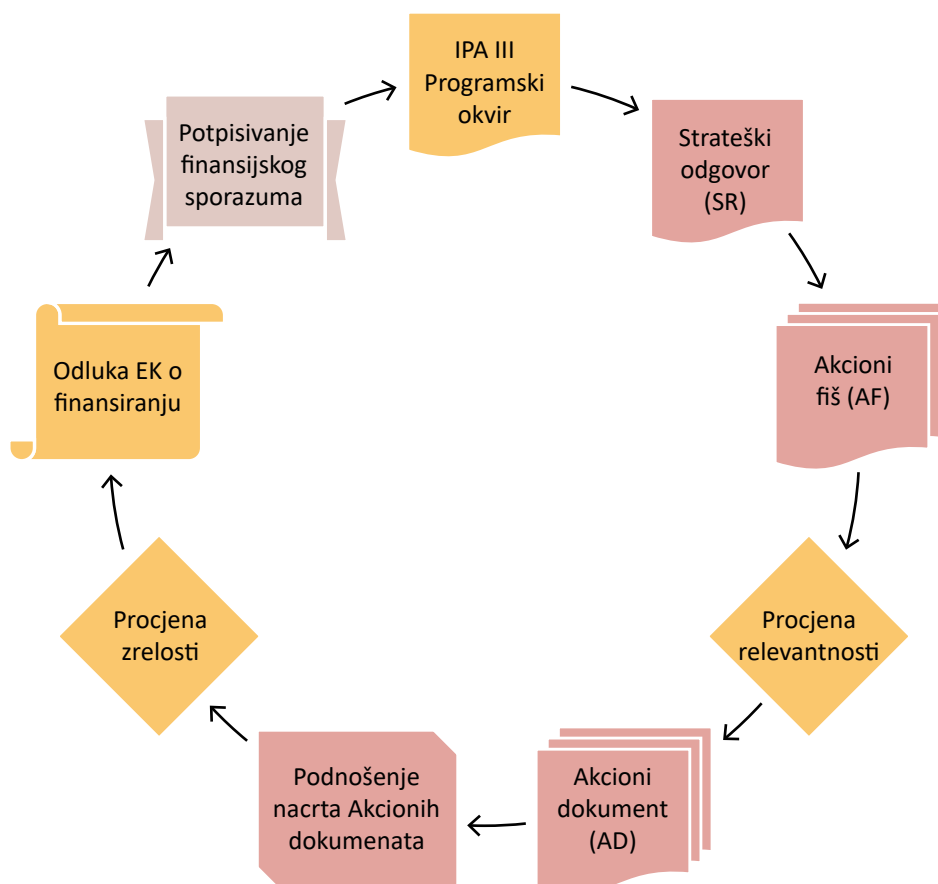 IPA III
Programski
okvir
Strateški
odgovor
(SR)
Akcioni
fiš (AF)
Procjena
relevantnosti
Akcioni
dokument
(AD)
Podnošenje
nacrta Akcionih
dokumenata
Procjena
zrelosti
Odluka EK o
finansiranju
Potpisivanje
finansijskog
sporazuma